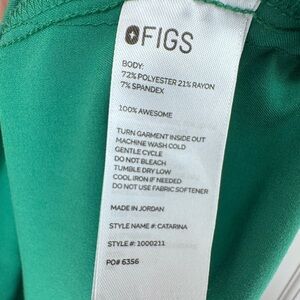 FIGS
BODY:
72% POLYESTER 21% RAYON
7% SPANDEX
100% AWESOME
TURN GARMENT INSIDE OUT
MACHINE WASH COLD
GENTLE CYCLE
DO NOT BLEACH
TUMBLE DRY LOW
COOL IRON IF NEEDED
DO NOT USE FABRIC SOFTENER
MADE IN JORDAN
STYLE NAME #: CATARINA
STYLE #: 1000211
PO# 6356